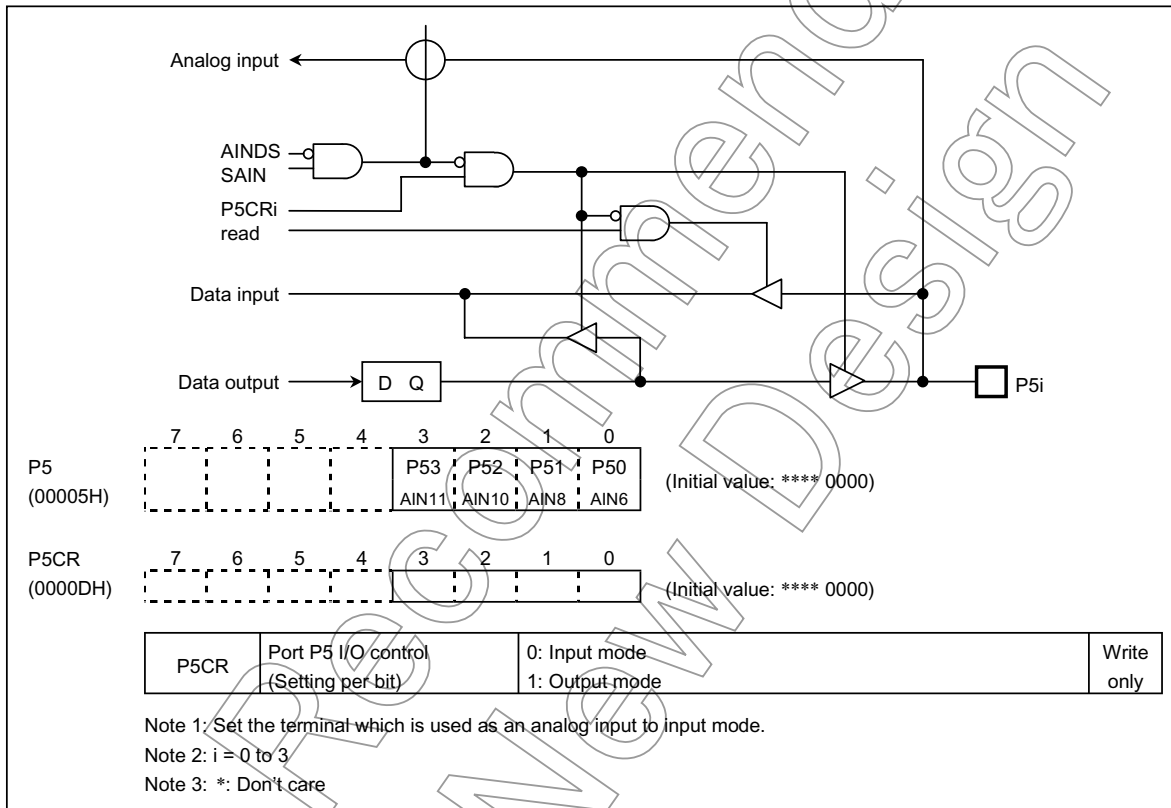 Analog input
AINDS
SAIN
P5CRi
read
Data input
Data output
D Q
P5i
7 6 5 4 3 2 1 0
P5 P53 P52 P51 P50 (Initial value: **** 0000)
(00005H) AIN11 AIN10 AIN8 AIN6
P5CR 7 6 5 4 3 2 1 0
(0000DH) (Initial value: **** 0000)
P5CR Port P5 I/O control 0: Input mode Write
(Setting per bit) 1: Output mode only
Note 1: Set the terminal which is used as an analog input to input mode.
Note 2: i = 0 to 3
Note 3: *: Don't care
New Design